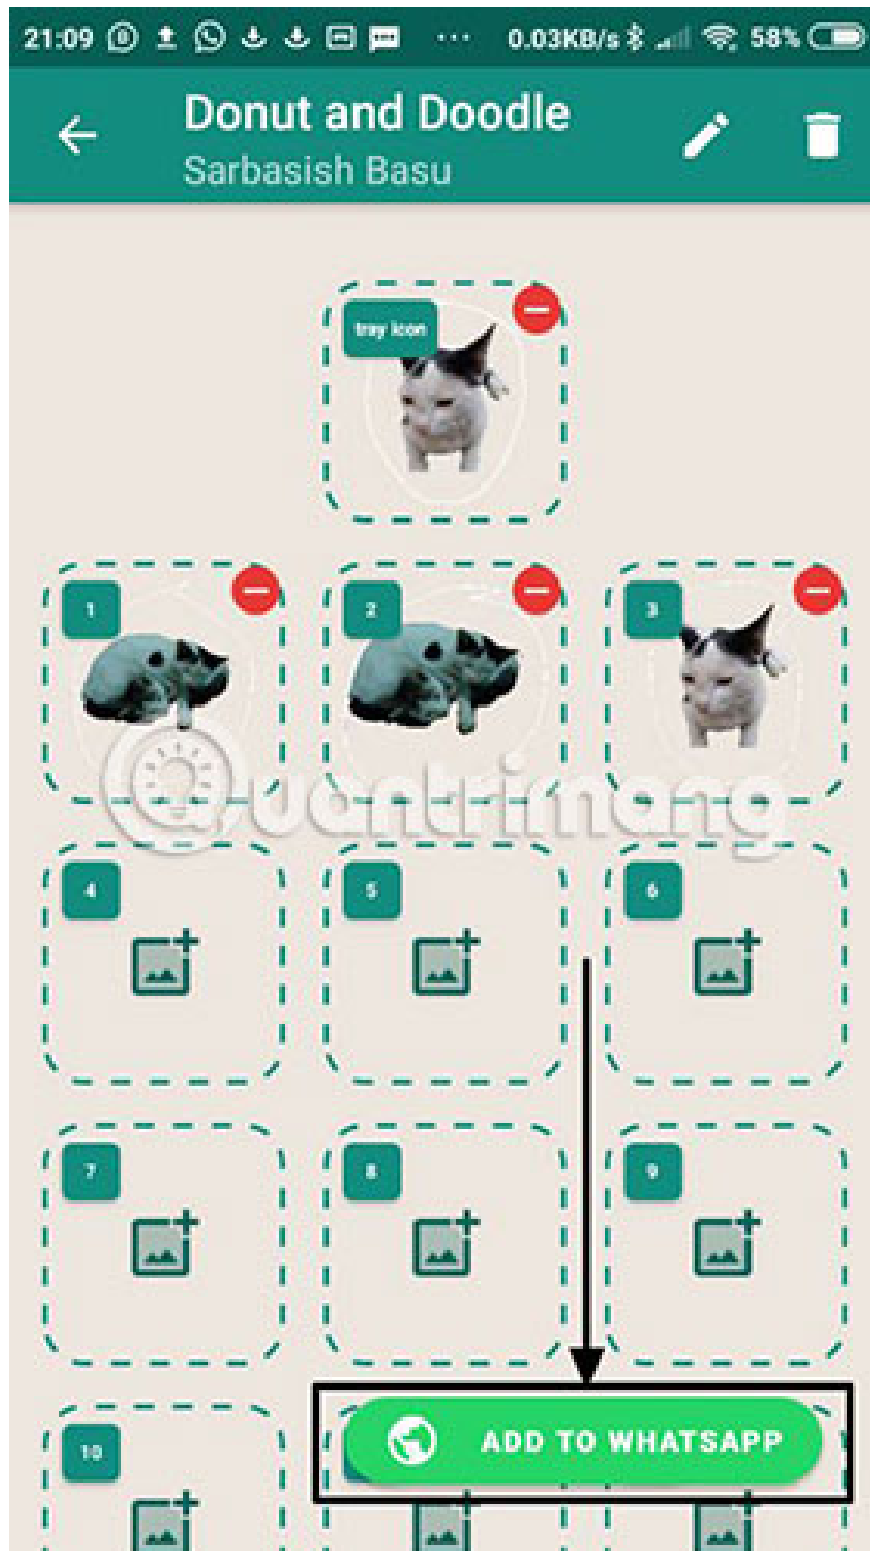 21:09 ... 0.03KB/s 58%
Donut and Doodle
Sarbasish Basu
tray icon
1 2 3
Quantrimang
4 5 6
7 8 9
10 ADD TO WHATSAPP